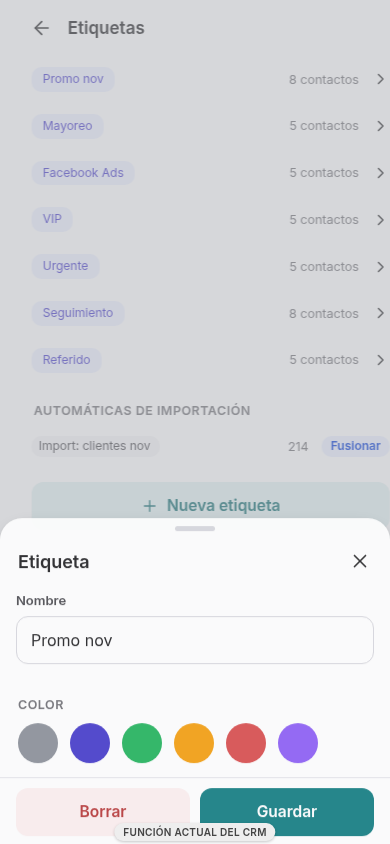 Etiquetas
Promo nov 8 contactos
Mayoreo 5 contactos
Facebook Ads 5 contactos
VIP 5 contactos
Urgente 5 contactos
Seguimiento 8 contactos
Referido 5 contactos
AUTOMÁTICAS DE IMPORTACIÓN
Import: clientes nov 214 Fusionar
+ Nueva etiqueta
Etiqueta
Nombre
Promo nov
COLOR
Borrar Guardar
FUNCIÓN ACTUAL DEL CRM